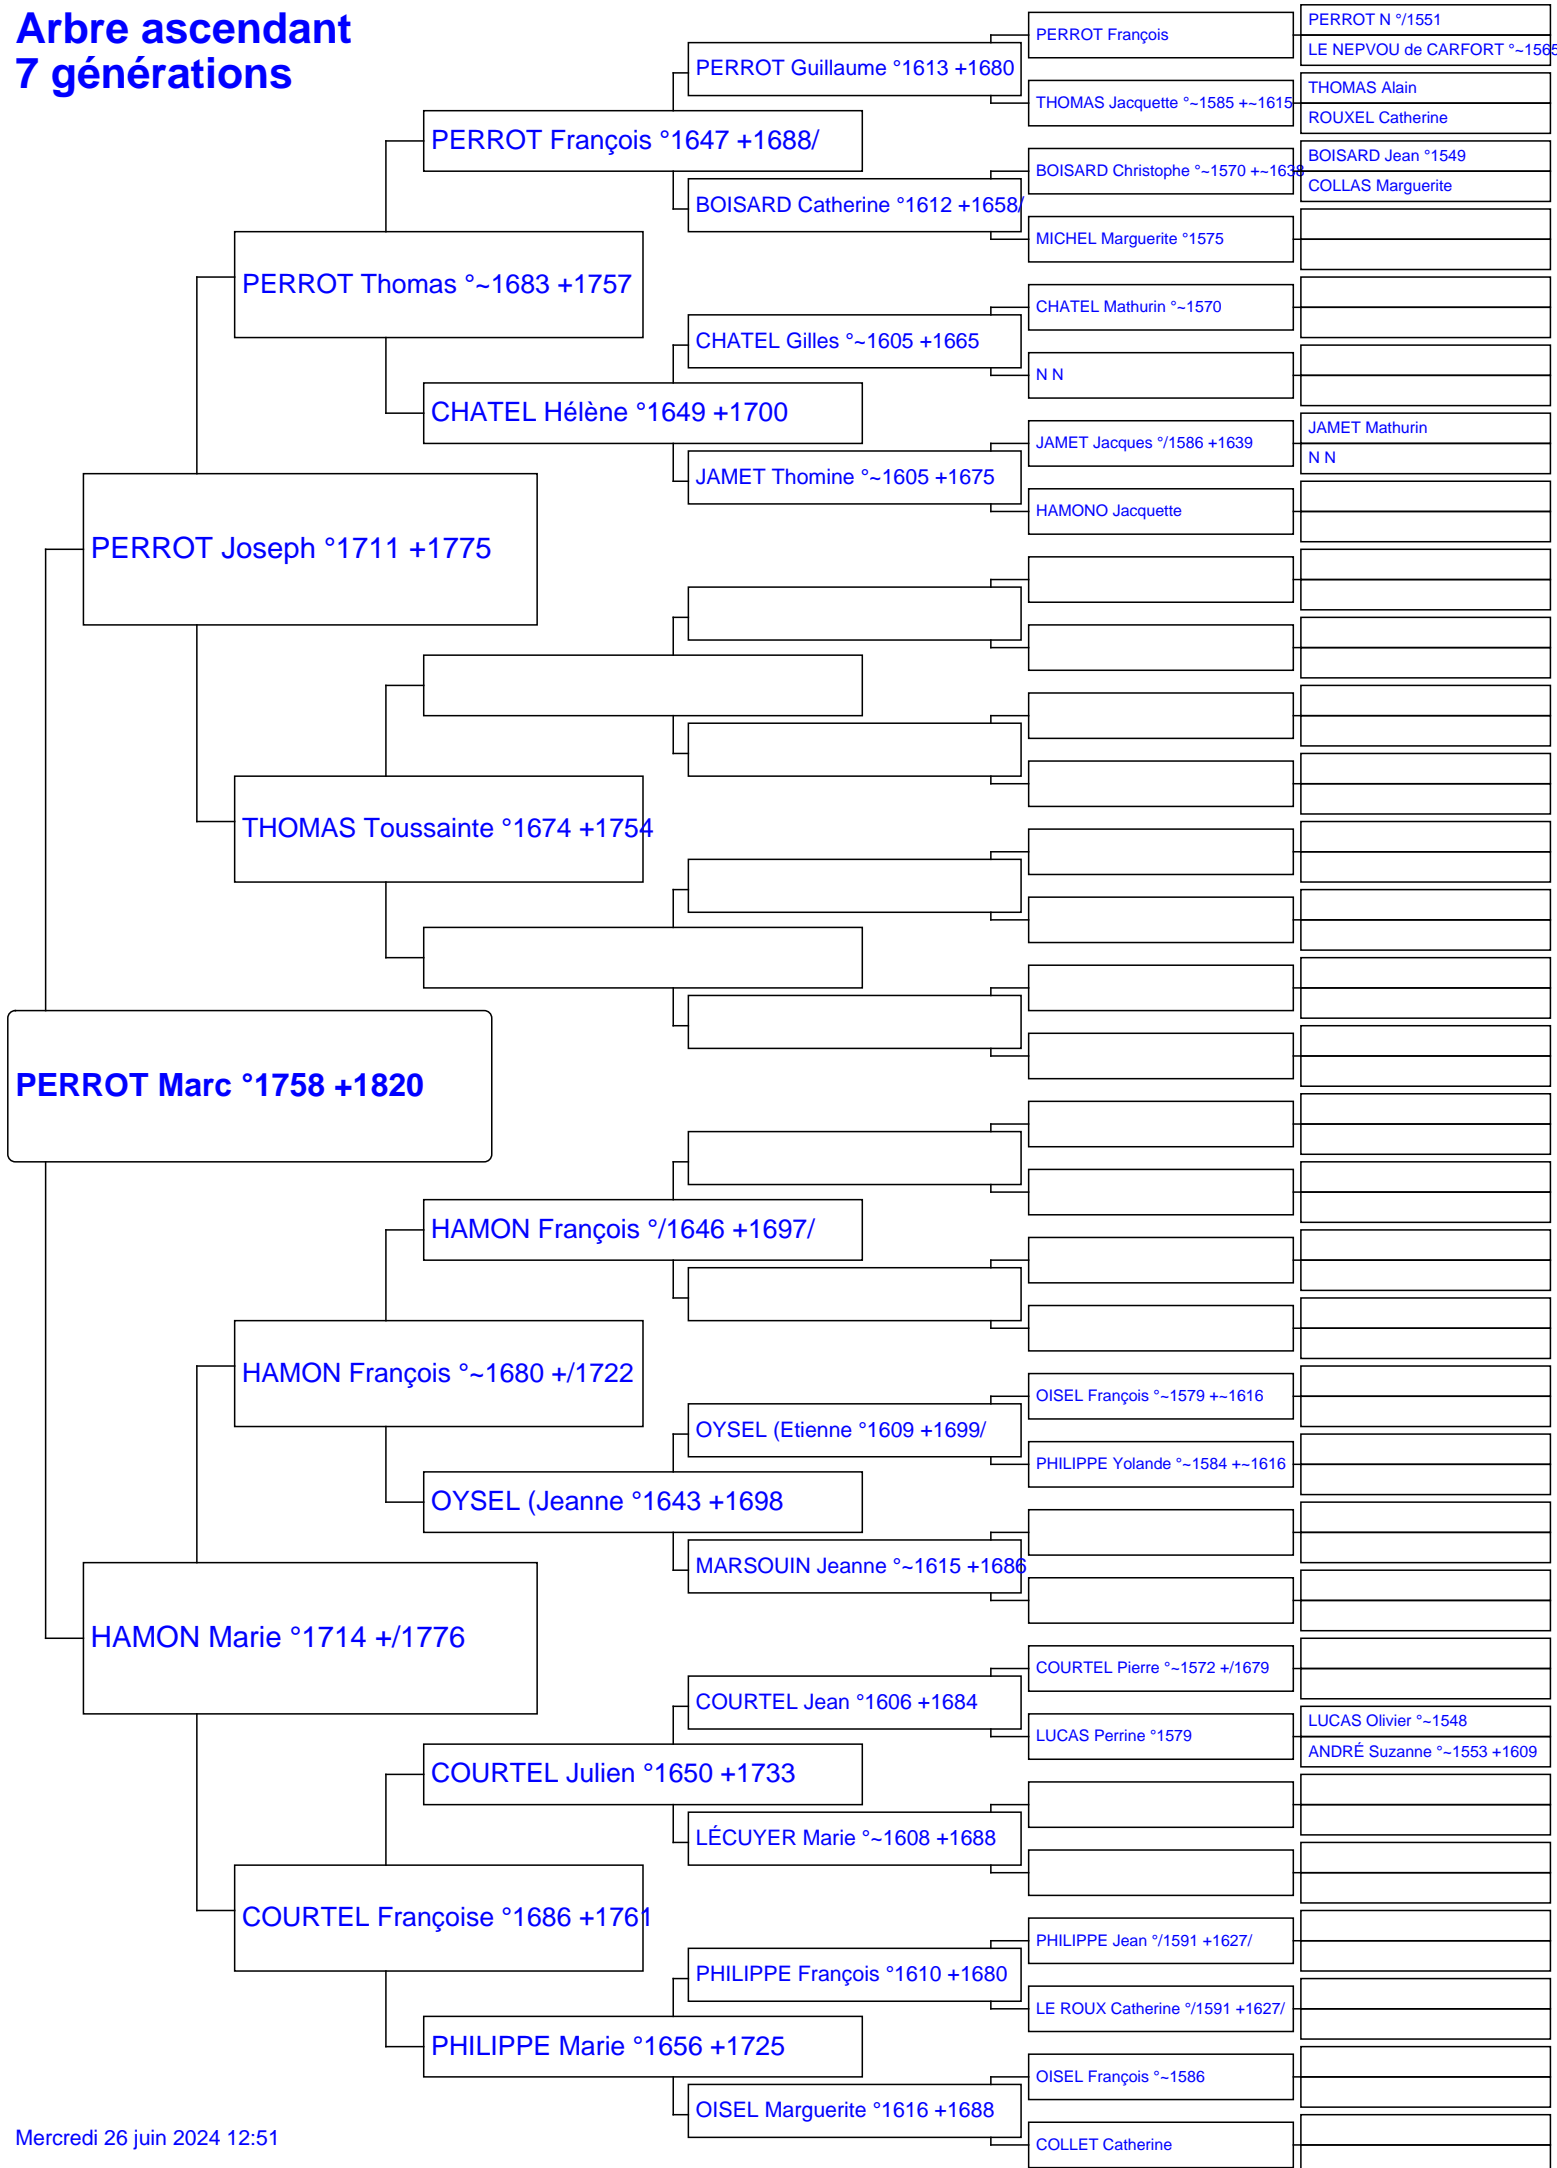 Arbre ascendant
7 générations
PERROT Marc °1758 +1820
PERROT Joseph °1711 +1775
HAMON Marie °1714 +/1776
PERROT Thomas °~1683 +1757
THOMAS Toussainte °1674 +1754
HAMON François °~1680 +/1722
COURTEL Françoise °1686 +1761
PERROT François °1647 +1688/
CHATEL Hélène °1649 +1700
HAMON François °/1646 +1697/
OYSEL (Jeanne °1643 +1698
COURTEL Julien °1650 +1733
PHILIPPE Marie °1656 +1725
PERROT Guillaume °1613 +1680
BOISARD Catherine °1612 +1658/
CHATEL Gilles °~1605 +1665
JAMET Thomine °~1605 +1675
OYSEL (Etienne °1609 +1699/
MARSOUIN Jeanne °~1615 +1686
COURTEL Jean °1606 +1684
LÉCUYER Marie °~1608 +1688
PHILIPPE François °1610 +1680
OISEL Marguerite °1616 +1688
PERROT François
THOMAS Jacquette °~1585 +~1615
BOISARD Christophe °~1570 +~1638
MICHEL Marguerite °1575
CHATEL Mathurin °~1570
N N
JAMET Jacques °/1586 +1639
HAMONO Jacquette
OISEL François °~1579 +~1616
PHILIPPE Yolande °~1584 +~1616
COURTEL Pierre °~1572 +/1679
LUCAS Perrine °1579
PHILIPPE Jean °/1591 +1627/
LE ROUX Catherine °/1591 +1627/
OISEL François °~1586
COLLET Catherine
PERROT N °/1551
LE NEPVOU de CARFORT °~1565
THOMAS Alain
ROUXEL Catherine
BOISARD Jean °1549
COLLAS Marguerite
JAMET Mathurin
N N
LUCAS Olivier °~1548
ANDRÉ Suzanne °~1553 +1609
Mercredi 26 juin 2024 12:51